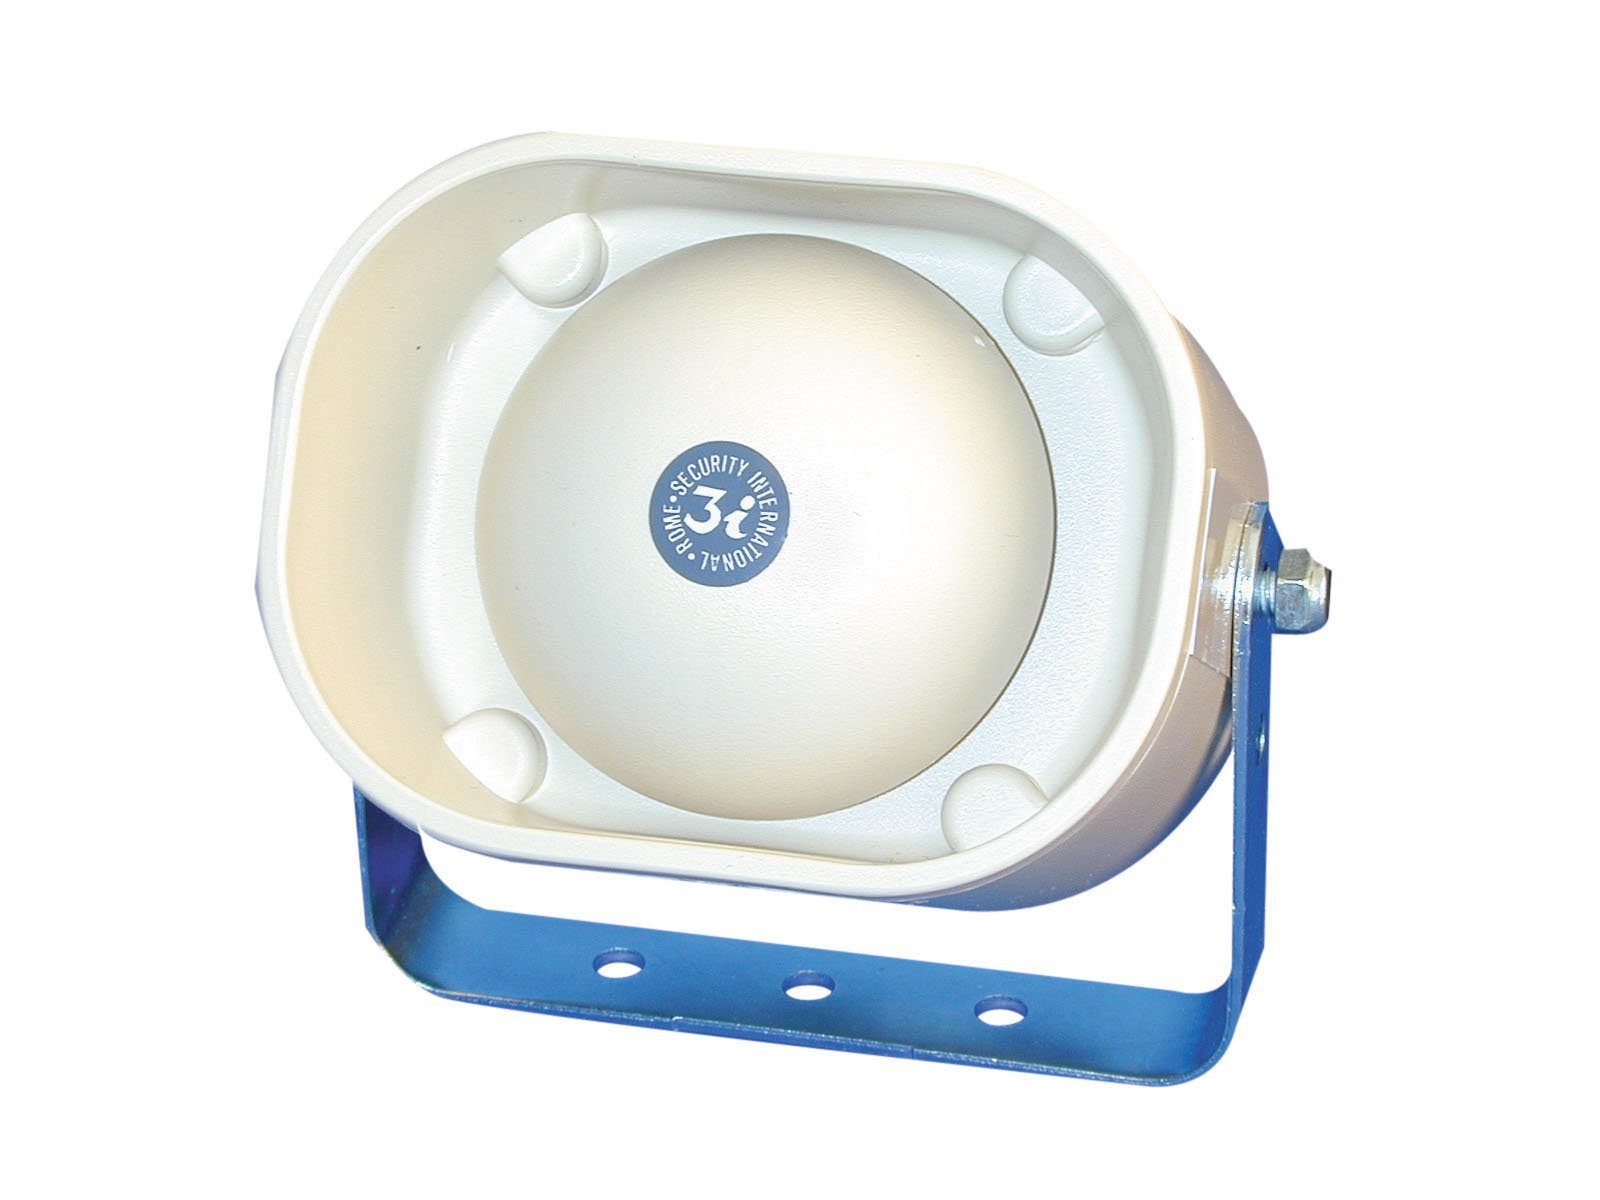 3i
ROME • SECURITY INTERNATIONAL •